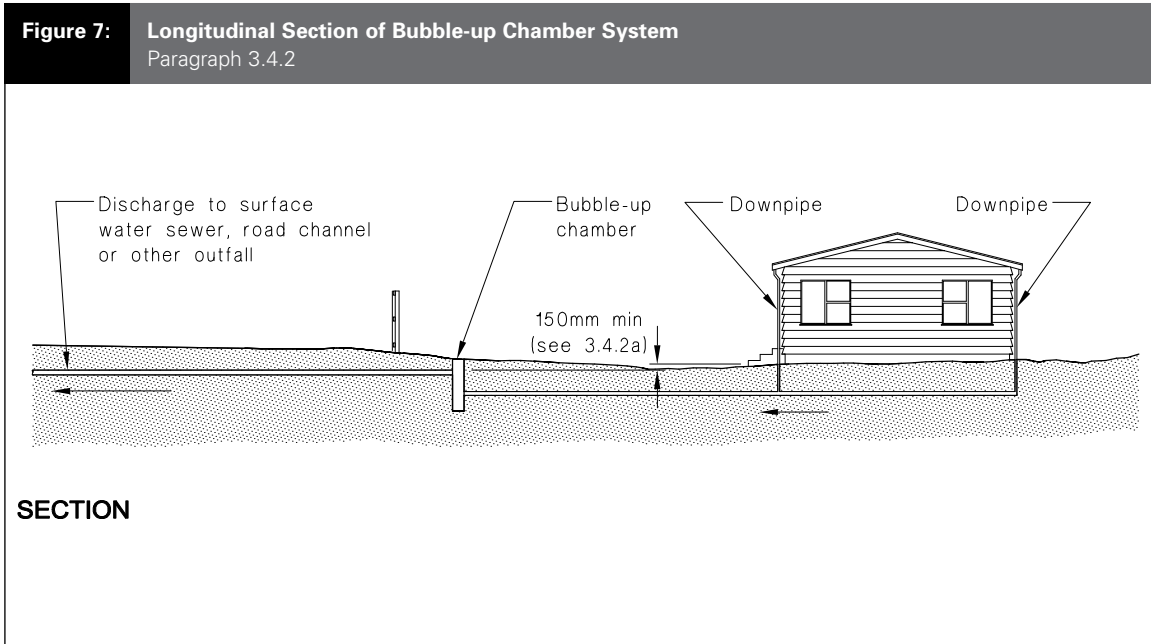 Figure 7:
Longitudinal Section of Bubble-up Chamber System
Paragraph 3.4.2
Discharge to surface
water sewer, road channel
or other outfall
Bubble-up
chamber
Downpipe
Downpipe
150mm min
(see 3.4.2a)
SECTION